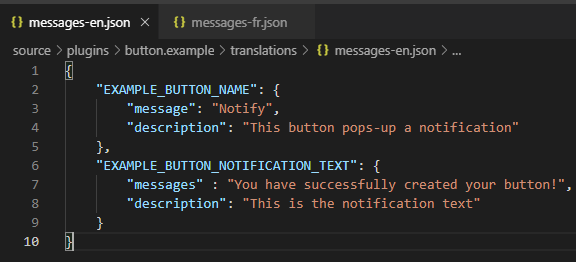 {} messages-en.json × {} messages-fr.json
source > plugins > button.example > translations > {} messages-en.json > ...
1 {
2 "EXAMPLE_BUTTON_NAME": {
3 "message": "Notify",
4 "description": "This button pops-up a notification"
5 },
6 "EXAMPLE_BUTTON_NOTIFICATION_TEXT": {
7 "messages" : "You have successfully created your button!",
8 "description": "This is the notification text"
9 }
10 }